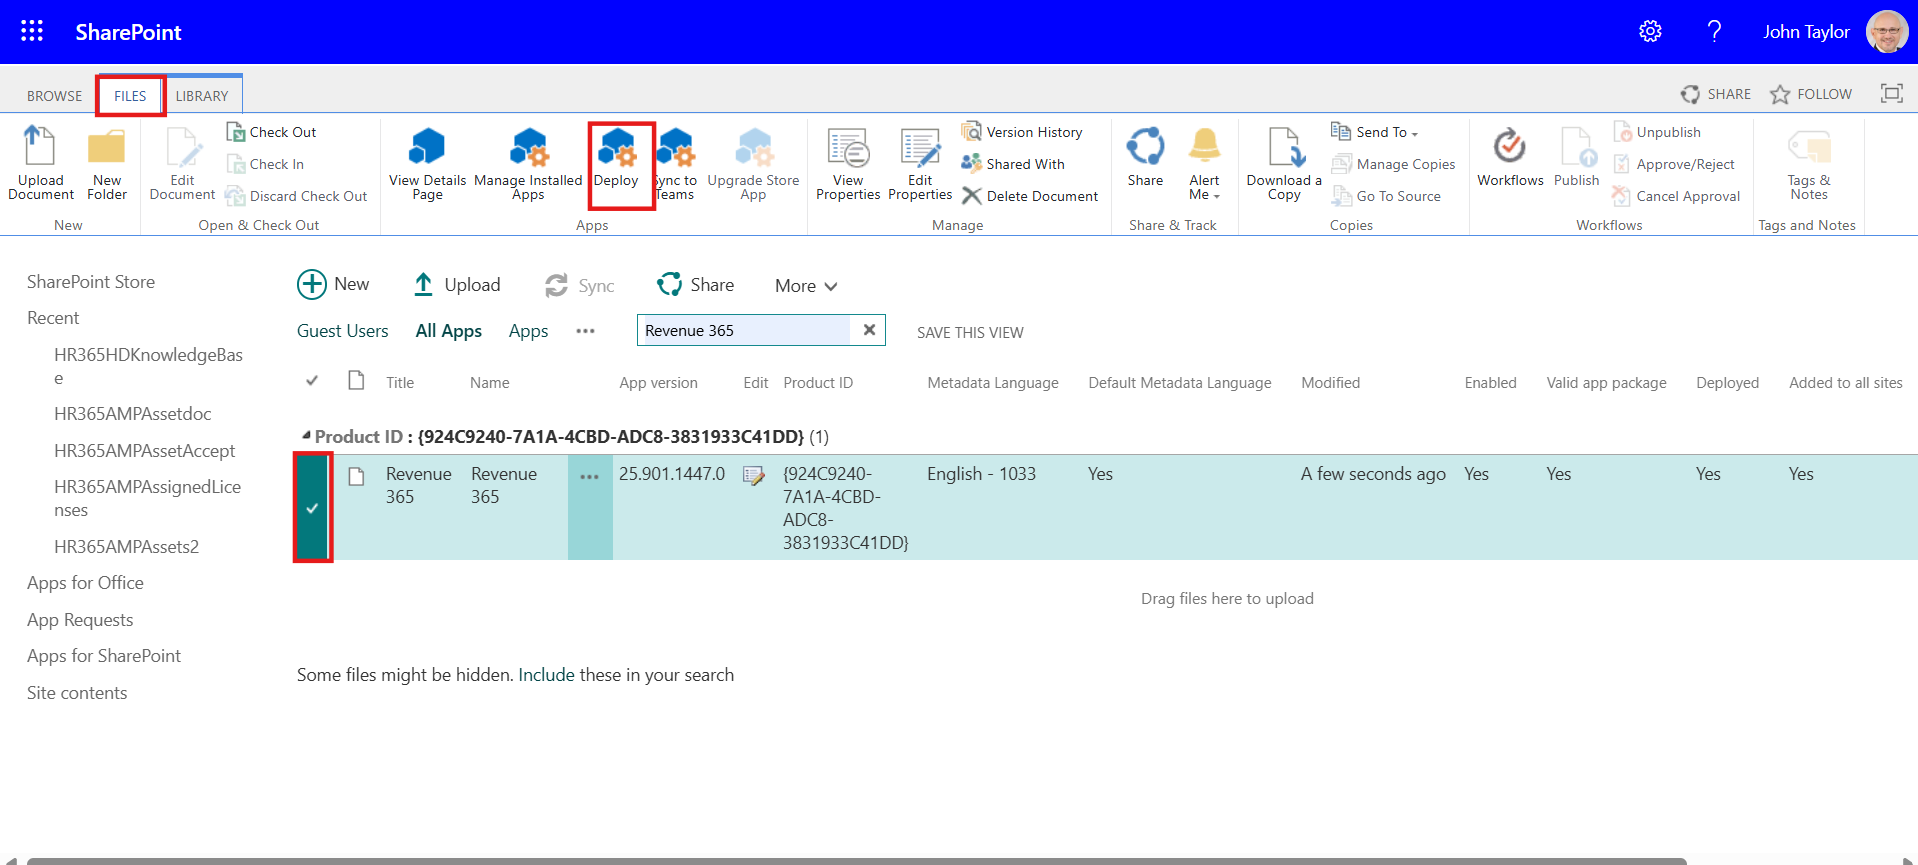 SharePoint
John Taylor
BROWSE
FILES
LIBRARY
SHARE
FOLLOW
Upload Document
New Folder
New
Edit Document
Check Out
Check In
Discard Check Out
Open & Check Out
View Details Page
Manage Installed Apps
Deploy
Sync to Teams
Upgrade Store App
Apps
View Properties
Edit Properties
Version History
Shared With
Delete Document
Manage
Share
Alert Me
Share & Track
Download a Copy
Send To
Manage Copies
Go To Source
Copies
Workflows
Publish
Unpublish
Approve/Reject
Cancel Approval
Workflows
Tags & Notes
Tags and Notes
SharePoint Store
Recent
HR365HDKnowledgeBas
e
HR365AMPAssetdoc
HR365AMPAssetAccept
HR365AMPAssignedLice
nses
HR365AMPAssets2
Apps for Office
App Requests
Apps for SharePoint
Site contents
New
Upload
Sync
Share
More
Guest Users
All Apps
Apps
Revenue 365
SAVE THIS VIEW
Title
Name
App version
Edit
Product ID
Metadata Language
Default Metadata Language
Modified
Enabled
Valid app package
Deployed
Added to all sites
Product ID : {924C9240-7A1A-4CBD-ADC8-3831933C41DD} (1)
Revenue 365
Revenue 365
25.901.1447.0
{924C9240-
7A1A-4CBD-
ADC8-
3831933C41DD}
English - 1033
Yes
A few seconds ago
Yes
Yes
Yes
Yes
Drag files here to upload
Some files might be hidden. Include these in your search